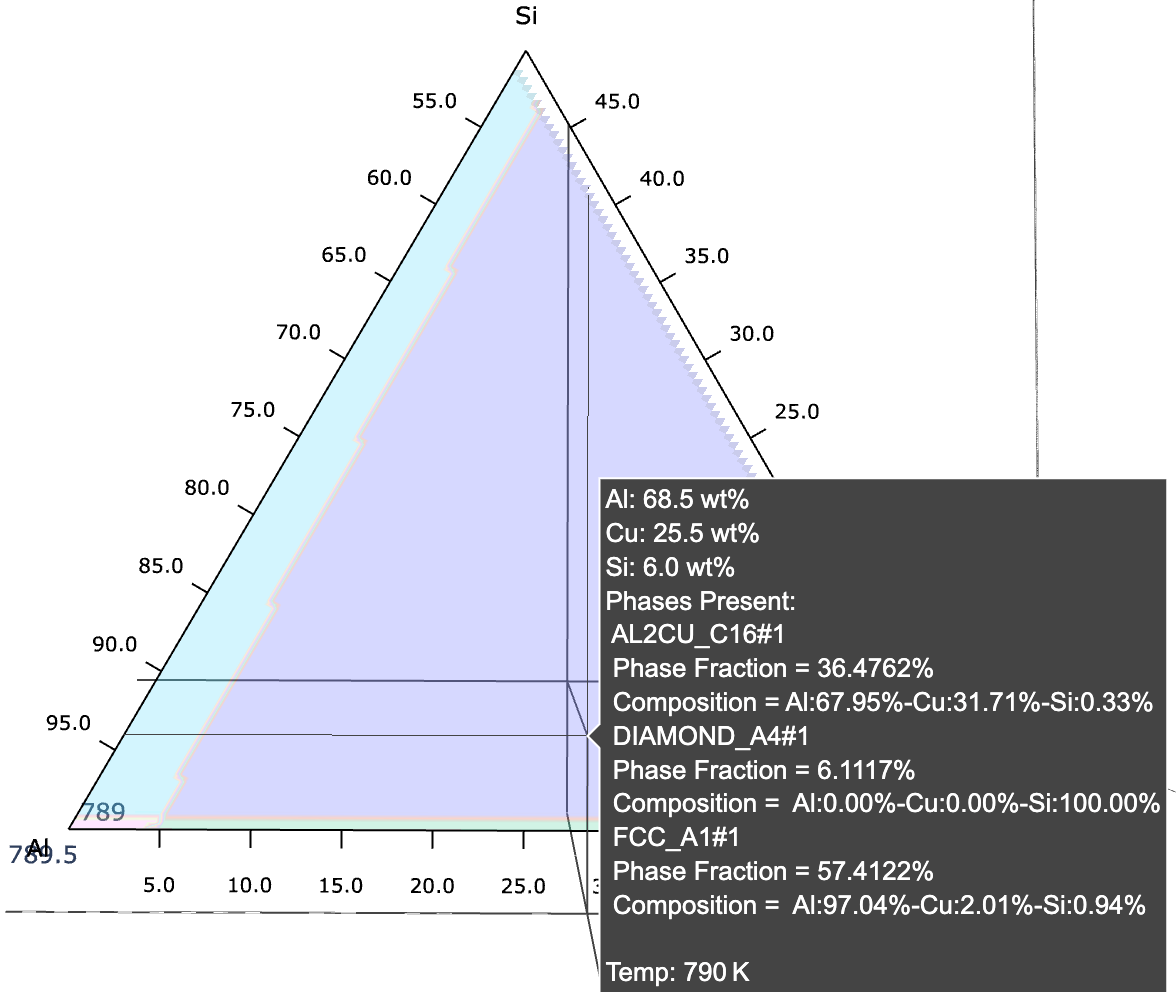 Si
55.0
45.0
60.0
40.0
65.0
35.0
70.0
30.0
75.0
25.0
80.0
85.0
90.0
95.0
Al: 68.5 wt%
Cu: 25.5 wt%
Si: 6.0 wt%
Phases Present:
AL2CU_C16#1
Phase Fraction = 36.4762%
Composition = Al:67.95%-Cu:31.71%-Si:0.33%
DIAMOND_A4#1
Phase Fraction = 6.1117%
Composition = Al:0.00%-Cu:0.00%-Si:100.00%
FCC_A1#1
Phase Fraction = 57.4122%
Composition = Al:97.04%-Cu:2.01%-Si:0.94%
Temp: 790 K
789
Al
789.5
5.0
10.0
15.0
20.0
25.0